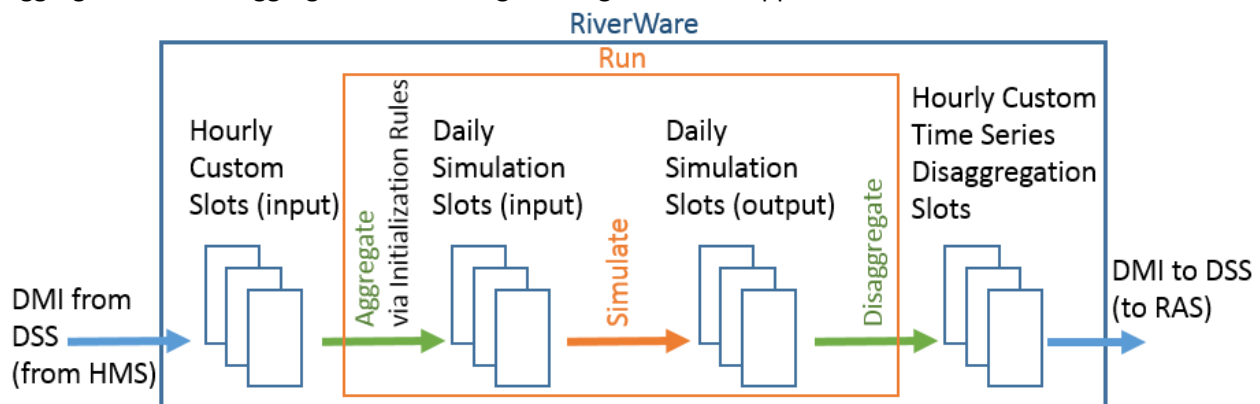 RiverWare
Run
Hourly
Custom
Slots (input)
Aggregate
via Initialization Rules
Daily
Simulation
Slots (input)
Simulate
Daily
Simulation
Slots (output)
Disaggregate
Hourly Custom
Time Series
Disaggregation
Slots
DMI from
DSS
(from HMS)
DMI to DSS
(to RAS)